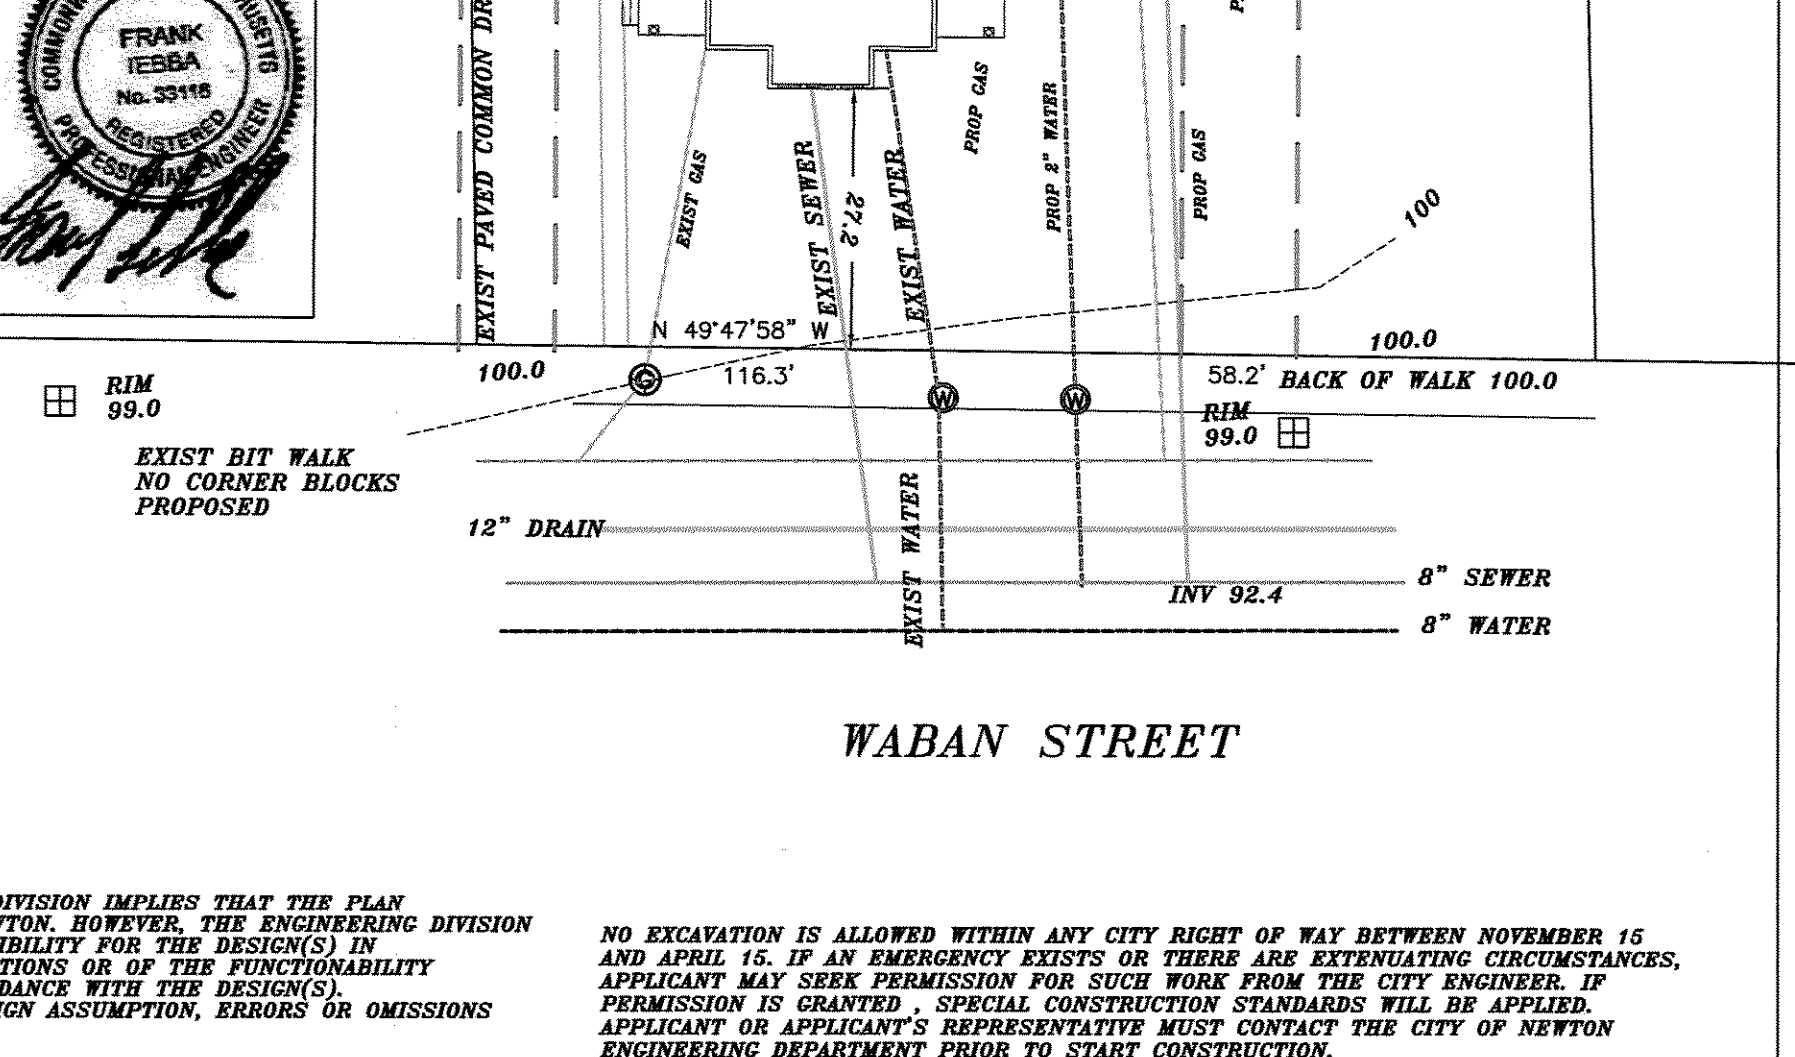 COMMONW
HUSETTS
FRANK
IEBBA
No. 33118
REGISTERED
PROFESSIONAL ENGINEER
EXIST PAVED COMMON DR
EXIST GAS
EXIST SEWER
27.2
EXIST WATER
PROP GAS
PROP 2" WATER
PROP GAS
100
N 49°47'58" W
100.0
100.0
116.3'
58.2'
BACK OF WALK 100.0
RIM
99.0
RIM
99.0
G
W
W
EXIST BIT WALK
NO CORNER BLOCKS
PROPOSED
12" DRAIN
EXIST WATER
8" SEWER
INV 92.4
8" WATER
WABAN STREET
DIVISION IMPLIES THAT THE PLAN
TON. HOWEVER, THE ENGINEERING DIVISION
IBILITY FOR THE DESIGN(S) IN
TIONS OR OF THE FUNCTIONABILITY
DANCE WITH THE DESIGN(S).
GN ASSUMPTION, ERRORS OR OMISSIONS
NO EXCAVATION IS ALLOWED WITHIN ANY CITY RIGHT OF WAY BETWEEN NOVEMBER 15
AND APRIL 15. IF AN EMERGENCY EXISTS OR THERE ARE EXTENUATING CIRCUMSTANCES,
APPLICANT MAY SEEK PERMISSION FOR SUCH WORK FROM THE CITY ENGINEER. IF
PERMISSION IS GRANTED , SPECIAL CONSTRUCTION STANDARDS WILL BE APPLIED.
APPLICANT OR APPLICANT'S REPRESENTATIVE MUST CONTACT THE CITY OF NEWTON
ENGINEERING DEPARTMENT PRIOR TO START CONSTRUCTION.